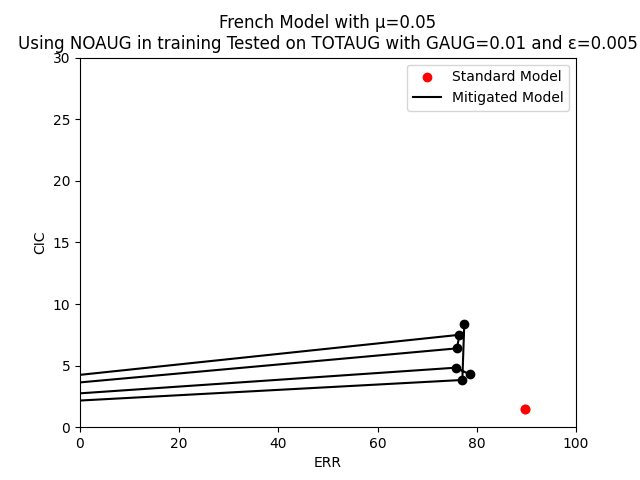 French Model with μ=0.05
Using NOAUG in training Tested on TOTAUG with GAUG=0.01 and ε=0.005
30
25
20
15
10
5
0
CIC
Standard Model
Mitigated Model
0 20 40 60 80 100
ERR